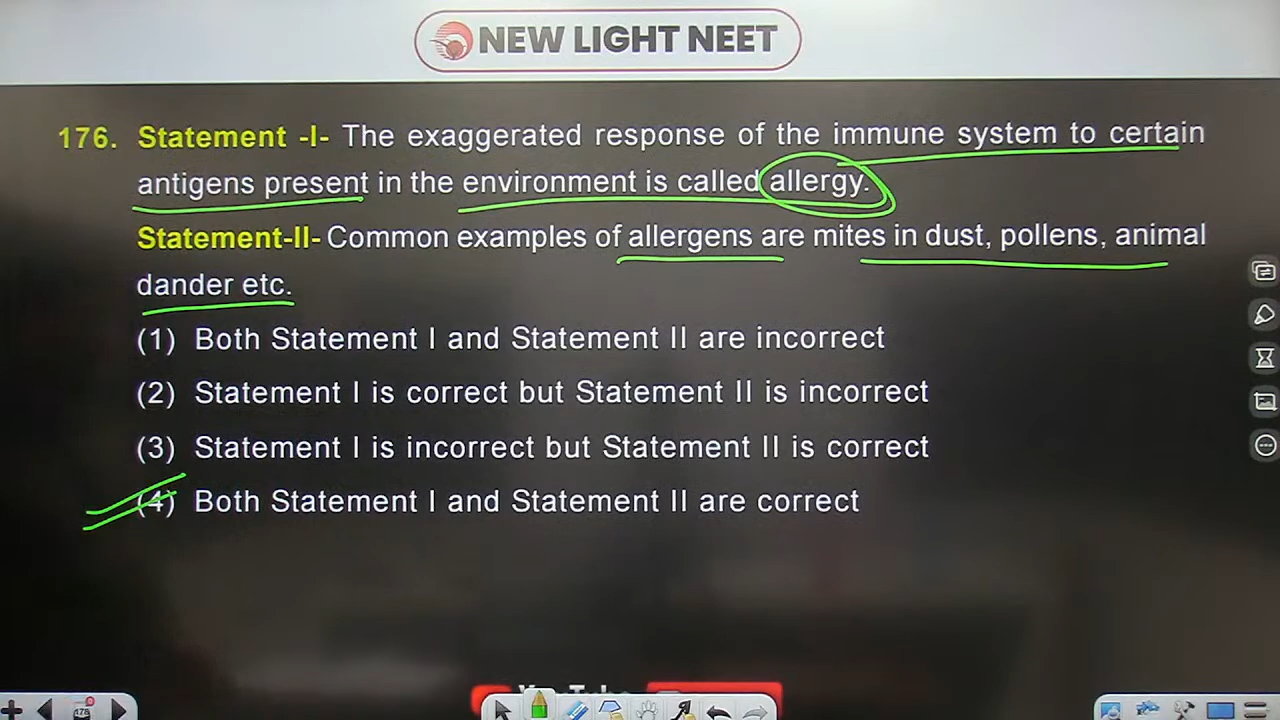 NEW LIGHT NEET
176. Statement -I- The exaggerated response of the immune system to certain
antigens present in the environment is called allergy.
Statement-II- Common examples of allergens are mites in dust, pollens, animal
dander etc.
(1) Both Statement I and Statement II are incorrect
(2) Statement I is correct but Statement II is incorrect
(3) Statement I is incorrect but Statement II is correct
(4) Both Statement I and Statement II are correct
YouTube
176